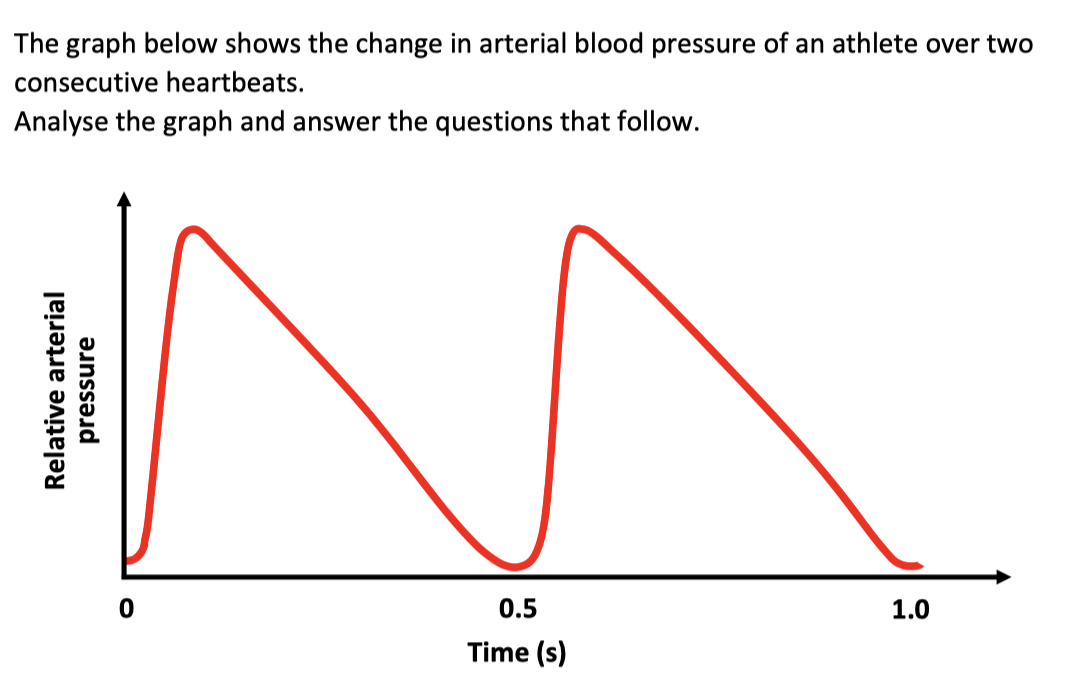 The graph below shows the change in arterial blood pressure of an athlete over two
consecutive heartbeats.
Analyse the graph and answer the questions that follow.
Relative arterial
pressure
0
0.5
1.0
Time (s)